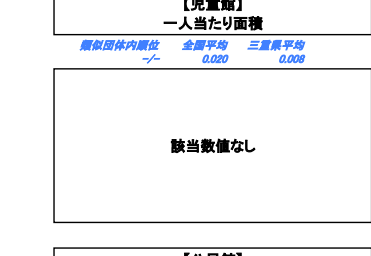 【児童館】
一人当たり面積
類似団体内順位 全国平均 三重県平均
-/- 0.020 0.008
該当数値なし